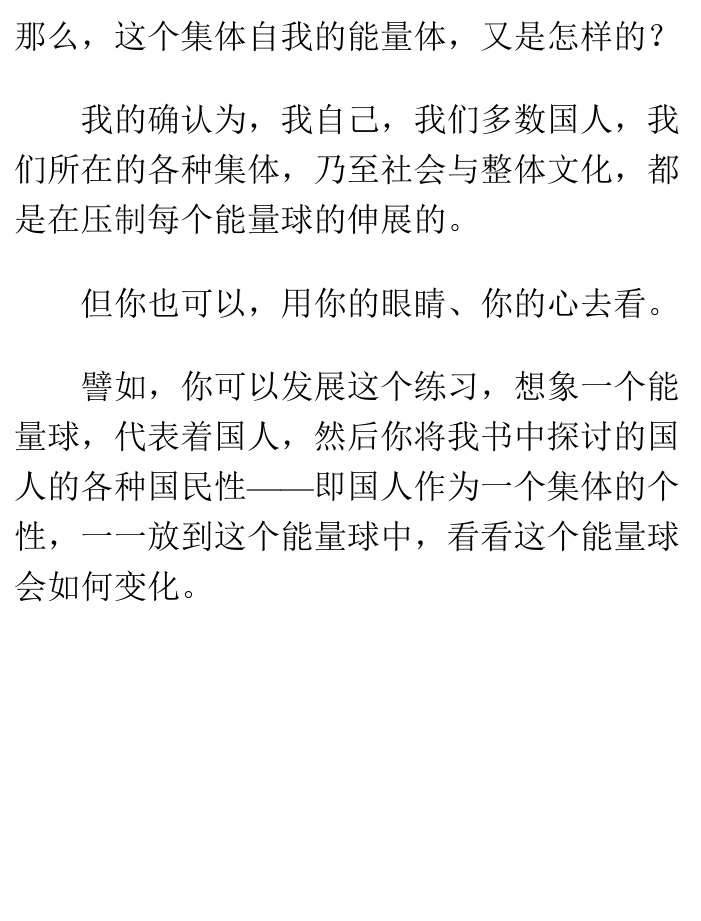 那么，这个集体自我的能量体，又是怎样的？
我的确认为，我自己，我们多数国人，我
们所在的各种集体，乃至社会与整体文化，都
是在压制每个能量球的伸展的。
但你也可以，用你的眼睛、你的心去看。
譬如，你可以发展这个练习，想象一个能
量球，代表着国人，然后你将我书中探讨的国
人的各种国民性——即国人作为一个集体的个
性，一一放到这个能量球中，看看这个能量球
会如何变化。